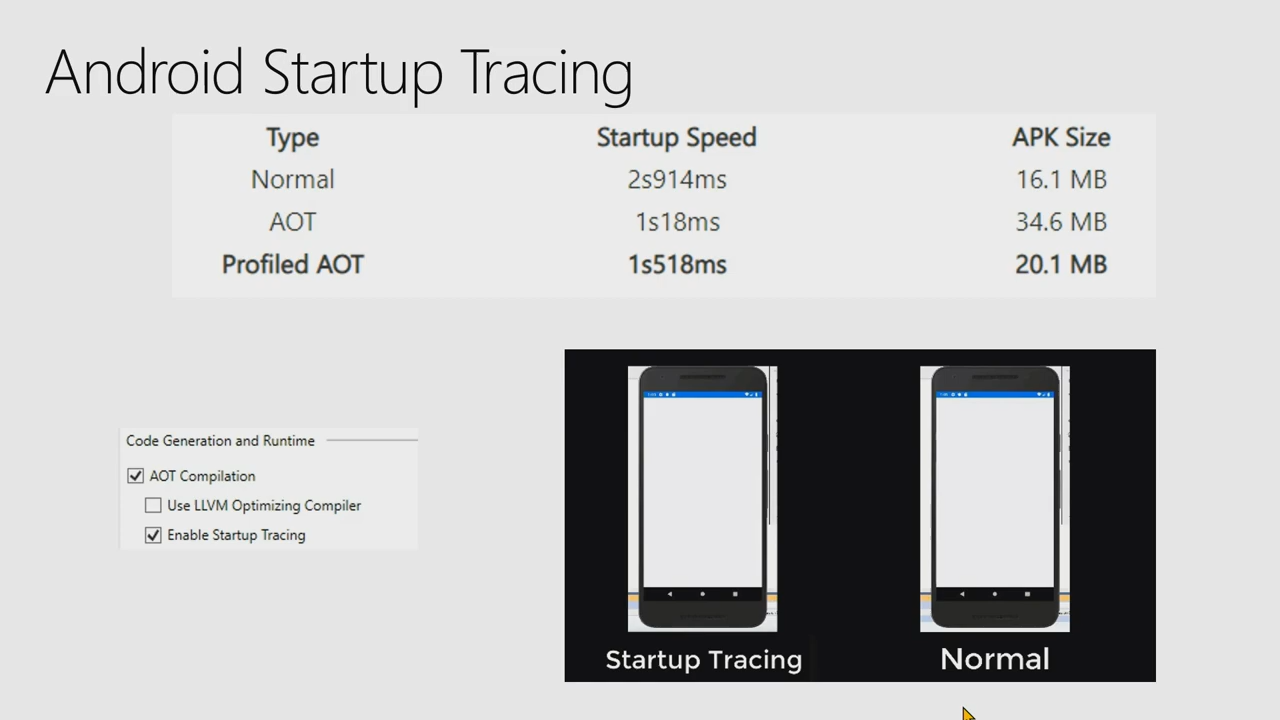 Android Startup Tracing
Type Startup Speed APK Size
Normal 2s914ms 16.1 MB
AOT 1s18ms 34.6 MB
Profiled AOT 1s518ms 20.1 MB
Code Generation and Runtime
AOT Compilation
Use LLVM Optimizing Compiler
Enable Startup Tracing
Startup Tracing
Normal